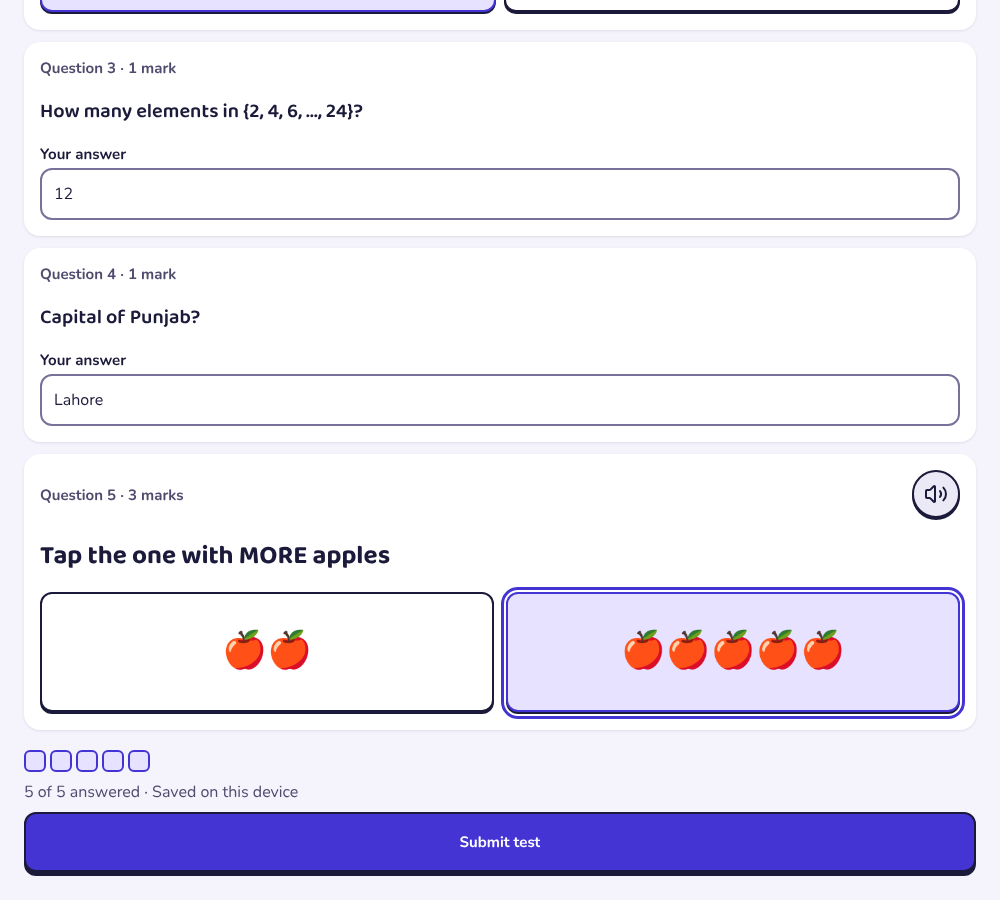 Question 3 · 1 mark
How many elements in {2, 4, 6, ..., 24}?
Your answer
12
Question 4 · 1 mark
Capital of Punjab?
Your answer
Lahore
Question 5 · 3 marks
Tap the one with MORE apples
5 of 5 answered · Saved on this device
Submit test